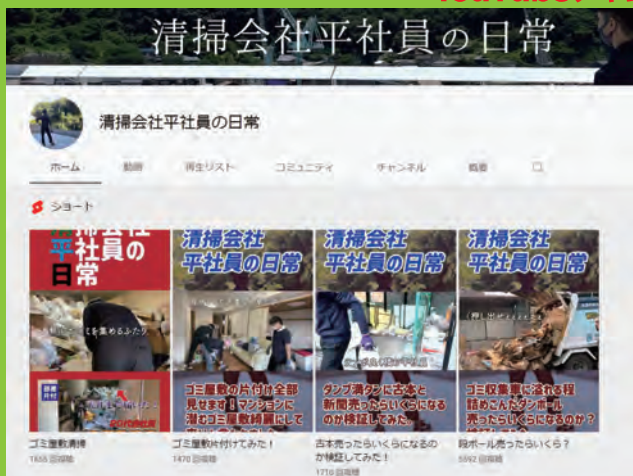 清掃会社平社員の日常
清掃会社平社員の日常
ホーム 動画 再生リスト コミュニティ チャンネル 概要
ショート
平社員の
日常
ゴミ屋敷清掃
清掃会社
平社員の日常
ゴミ屋敷の片付け全部
見せます!マンションに
潜むゴミ屋敷綺麗にして
ゴミ屋敷片付けてみた!
1470 回視聴
清掃会社
平社員の日常
ダンプ満タンに古本と
新聞売ったらいくらになる
のか検証してみた。
古本売ったらいくらになるの
か検証してみた!
1710 回視聴
清掃会社
平社員の日常
ゴミ収集車に溢れる程
詰めこんだダンボール
売ったらいくらになるのか?
段ボール売ったらいくら?
5592 回視聴